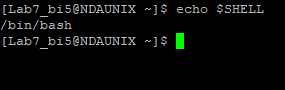 [Lab7_bi5@NDAUNIX ~]$ echo $SHELL
/bin/bash
[Lab7_bi5@NDAUNIX ~]$